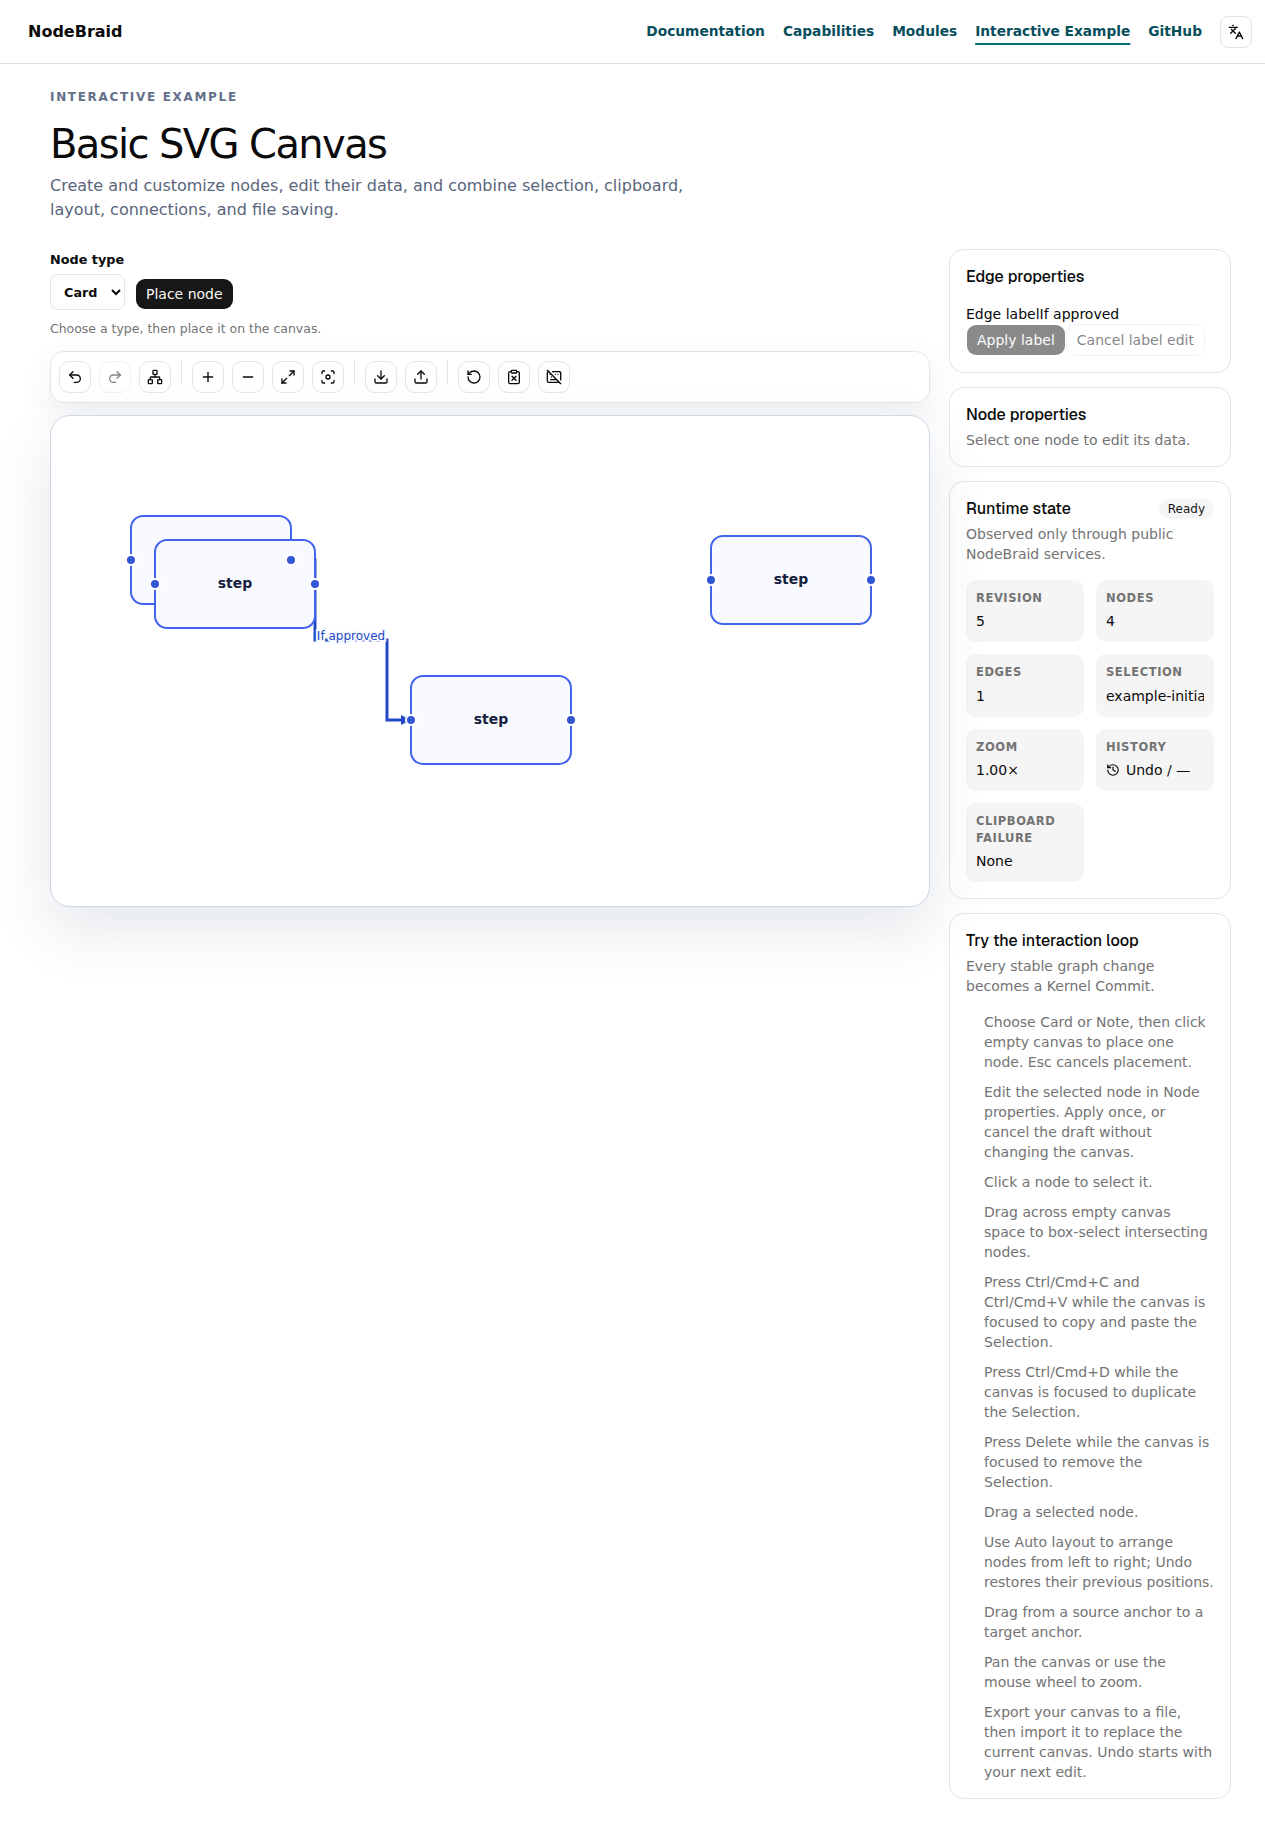 NodeBraid
Documentation
Capabilities
Modules
Interactive Example
GitHub
INTERACTIVE EXAMPLE
Basic SVG Canvas
Create and customize nodes, edit their data, and combine selection, clipboard,
layout, connections, and file saving.
Node type
Card
Place node
Choose a type, then place it on the canvas.
step
If approved
step
step
Edge properties
Edge labelIf approved
Apply label
Cancel label edit
Node properties
Select one node to edit its data.
Runtime state
Ready
Observed only through public
NodeBraid services.
REVISION
5
NODES
4
EDGES
1
SELECTION
example-initia
ZOOM
1.00×
HISTORY
Undo / —
CLIPBOARD
FAILURE
None
Try the interaction loop
Every stable graph change
becomes a Kernel Commit.
Choose Card or Note, then click
empty canvas to place one
node. Esc cancels placement.
Edit the selected node in Node
properties. Apply once, or
cancel the draft without
changing the canvas.
Click a node to select it.
Drag across empty canvas
space to box-select intersecting
nodes.
Press Ctrl/Cmd+C and
Ctrl/Cmd+V while the canvas is
focused to copy and paste the
Selection.
Press Ctrl/Cmd+D while the
canvas is focused to duplicate
the Selection.
Press Delete while the canvas is
focused to remove the
Selection.
Drag a selected node.
Use Auto layout to arrange
nodes from left to right; Undo
restores their previous positions.
Drag from a source anchor to a
target anchor.
Pan the canvas or use the
mouse wheel to zoom.
Export your canvas to a file,
then import it to replace the
current canvas. Undo starts with
your next edit.